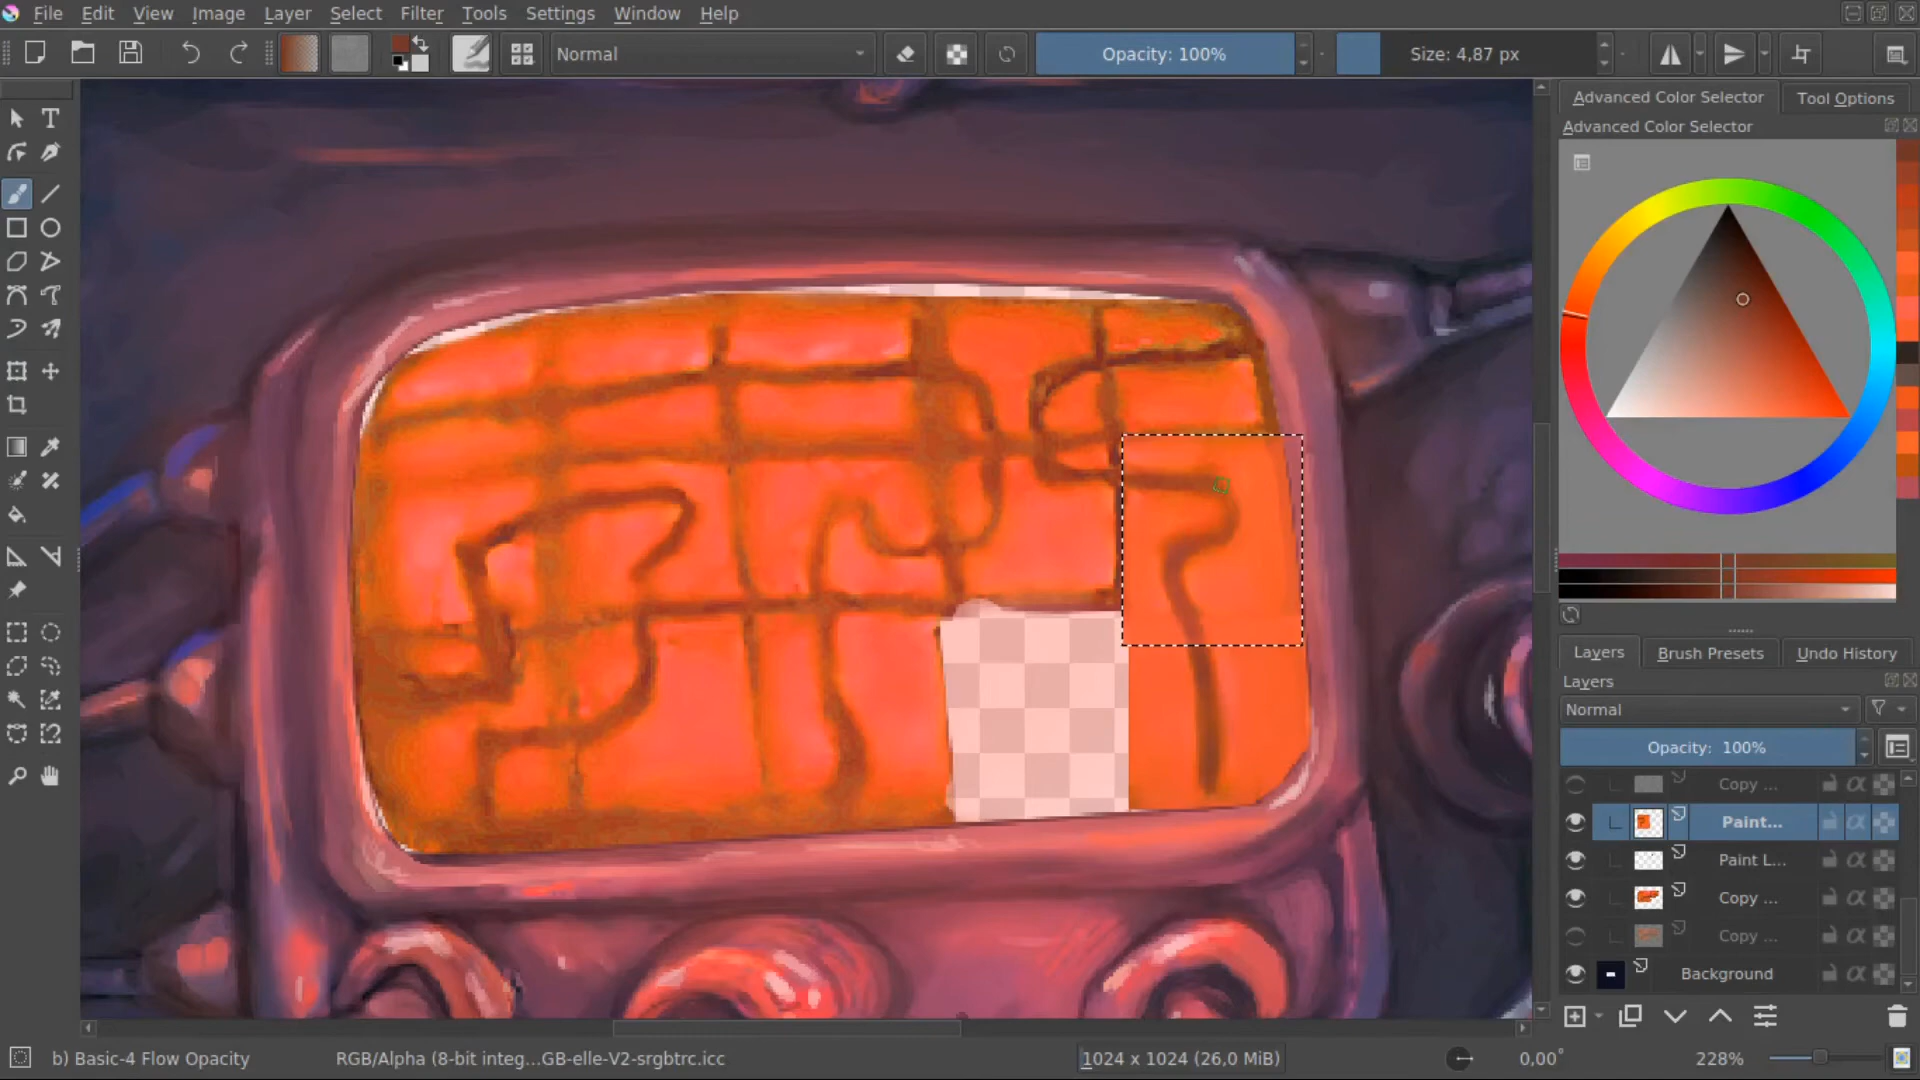 File Edit View Image Layer Select Filter Tools Settings Window Help
Normal Opacity: 100% Size: 4,87 px
Advanced Color Selector Tool Options
Advanced Color Selector
Layers Brush Presets Undo History
Layers
Normal
Opacity: 100%
Copy ...
Paint...
Paint L...
Copy ...
Copy ...
Background
b) Basic-4 Flow Opacity RGB/Alpha (8-bit integ...GB-elle-V2-srgbtrc.icc 1024 x 1024 (26,0 MiB) 0,00° 228%